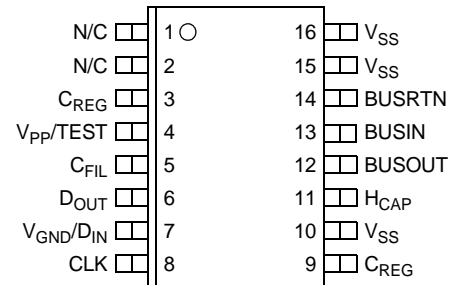 N/C 1 16 VSS
N/C 2 15 VSS
CREG 3 14 BUSRTN
VPP/TEST 4 13 BUSIN
CFIL 5 12 BUSOUT
DOUT 6 11 HCAP
VGND/DIN 7 10 VSS
CLK 8 9 CREG